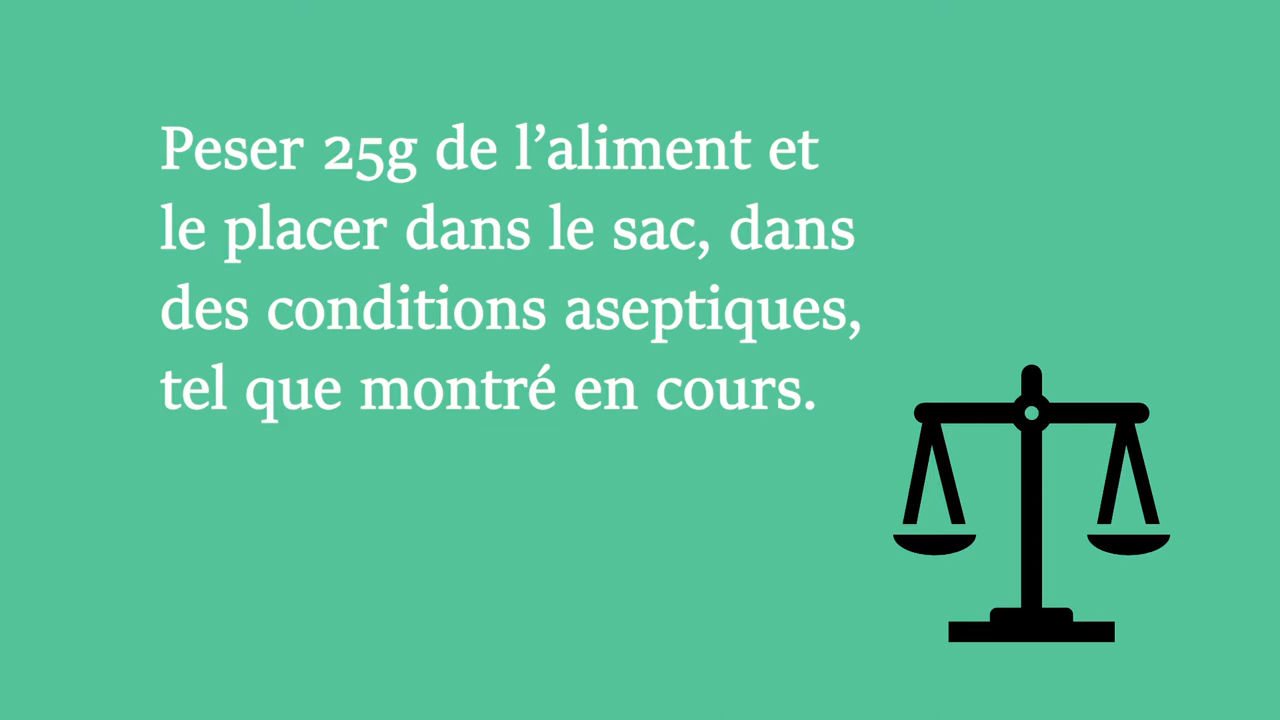 Peser 25g de l’aliment et
le placer dans le sac, dans
des conditions aseptiques,
tel que montré en cours.